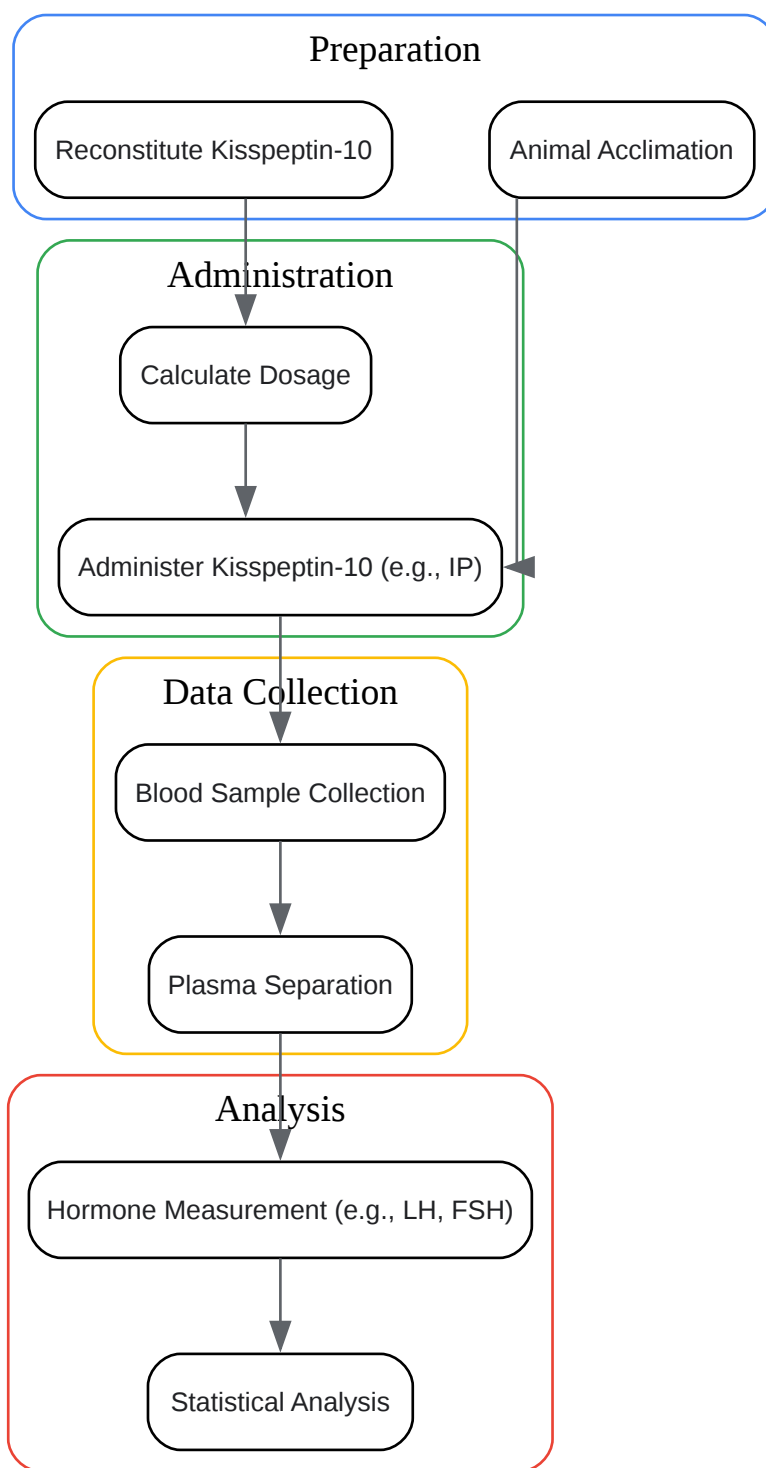 Preparation
Reconstitute Kisspeptin-10
Animal Acclimation
Administration
Calculate Dosage
Administer Kisspeptin-10 (e.g., IP)
Data Collection
Blood Sample Collection
Plasma Separation
Analysis
Hormone Measurement (e.g., LH, FSH)
Statistical Analysis